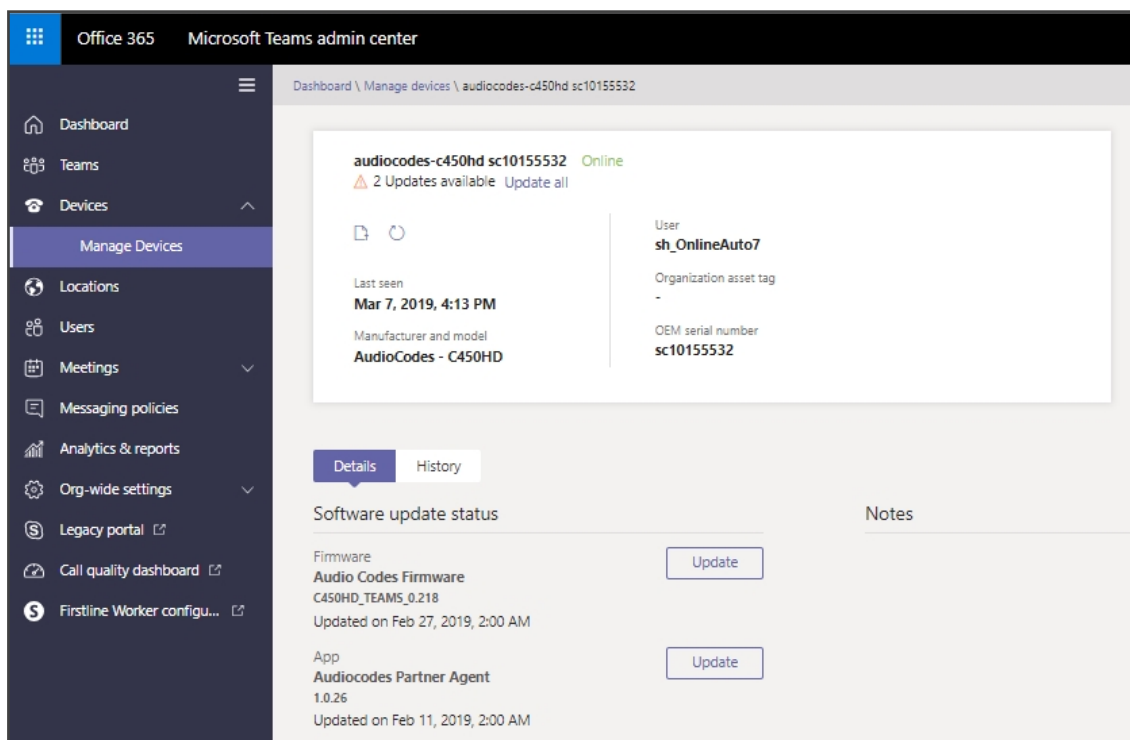 Office 365 Microsoft Teams admin center
Dashboard \ Manage devices \ audiocodes-c450hd sc10155532
Dashboard
Teams
Devices
Manage Devices
Locations
Users
Meetings
Messaging policies
Analytics & reports
Org-wide settings
Legacy portal
Call quality dashboard
Firstline Worker configu...
audiocodes-c450hd sc10155532 Online
2 Updates available Update all
Last seen
Mar 7, 2019, 4:13 PM
Manufacturer and model
AudioCodes - C450HD
User
sh_OnlineAuto7
Organization asset tag
-
OEM serial number
sc10155532
Details History
Software update status
Firmware
Audio Codes Firmware
C450HD_TEAMS_0.218
Updated on Feb 27, 2019, 2:00 AM
Update
App
Audiocodes Partner Agent
1.0.26
Updated on Feb 11, 2019, 2:00 AM
Update
Notes